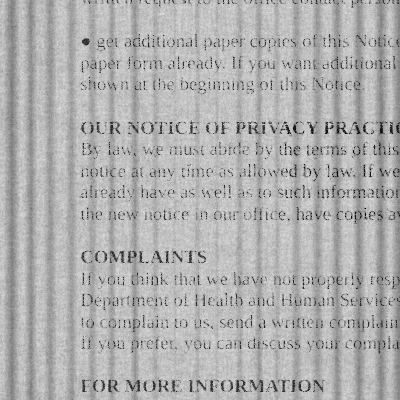 which request to the office contact person
• get additional paper copies of this Notice
paper form already. If you want additional
shown at the beginning of this Notice.
OUR NOTICE OF PRIVACY PRACTIC
By law, we must abide by the terms of this
notice at any time as allowed by law. If we
already have as well as to such information
the new notice in our office, have copies av
COMPLAINTS
If you think that we have not properly resp
Department of Health and Human Services
to complain to us, send a written complain
If you prefer, you can discuss your compla
FOR MORE INFORMATION